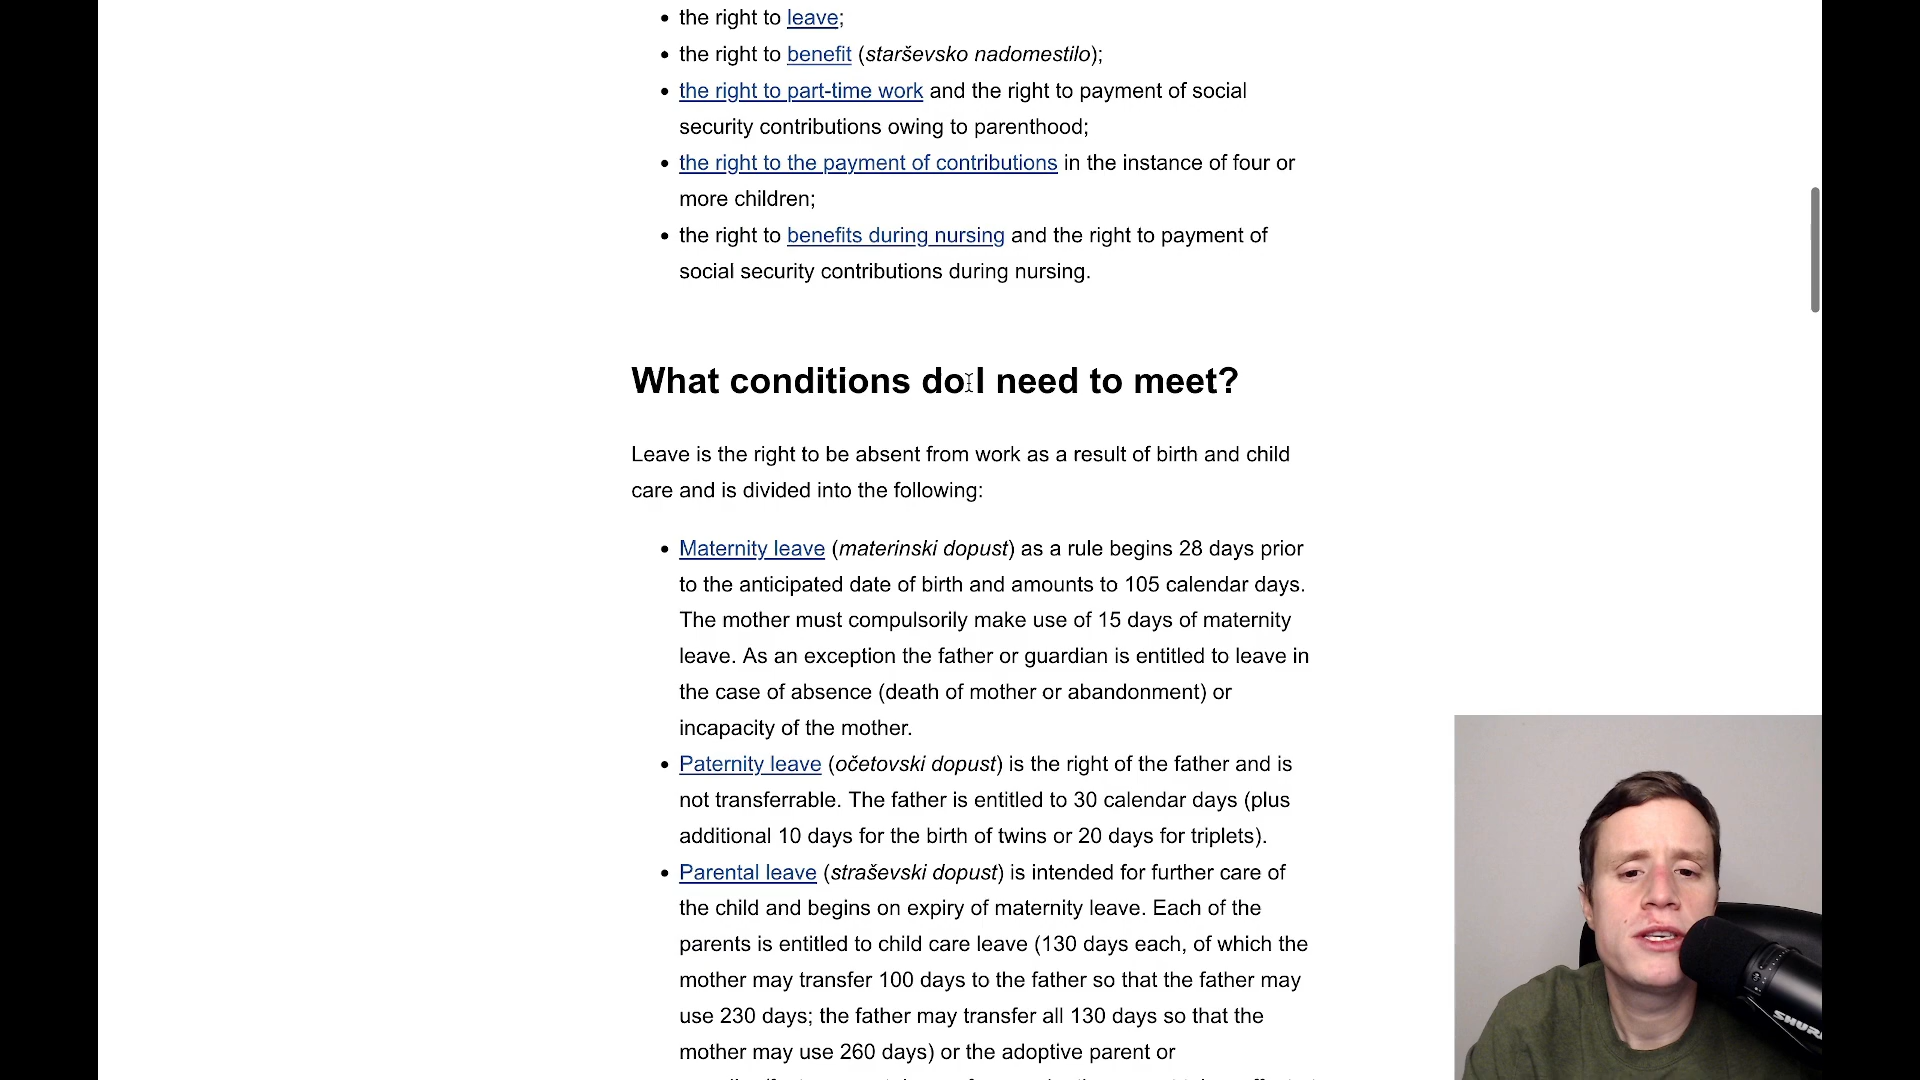 the right to leave;
the right to benefit (starševsko nadomestilo);
the right to part-time work and the right to payment of social
security contributions owing to parenthood;
the right to the payment of contributions in the instance of four or
more children;
the right to benefits during nursing and the right to payment of
social security contributions during nursing.
What conditions do I need to meet?
Leave is the right to be absent from work as a result of birth and child
care and is divided into the following:
Maternity leave (materinski dopust) as a rule begins 28 days prior
to the anticipated date of birth and amounts to 105 calendar days.
The mother must compulsorily make use of 15 days of maternity
leave. As an exception the father or guardian is entitled to leave in
the case of absence (death of mother or abandonment) or
incapacity of the mother.
Paternity leave (očetovski dopust) is the right of the father and is
not transferrable. The father is entitled to 30 calendar days (plus
additional 10 days for the birth of twins or 20 days for triplets).
Parental leave (straševski dopust) is intended for further care of
the child and begins on expiry of maternity leave. Each of the
parents is entitled to child care leave (130 days each, of which the
mother may transfer 100 days to the father so that the father may
use 230 days; the father may transfer all 130 days so that the
mother may use 260 days) or the adoptive parent or
SHURE